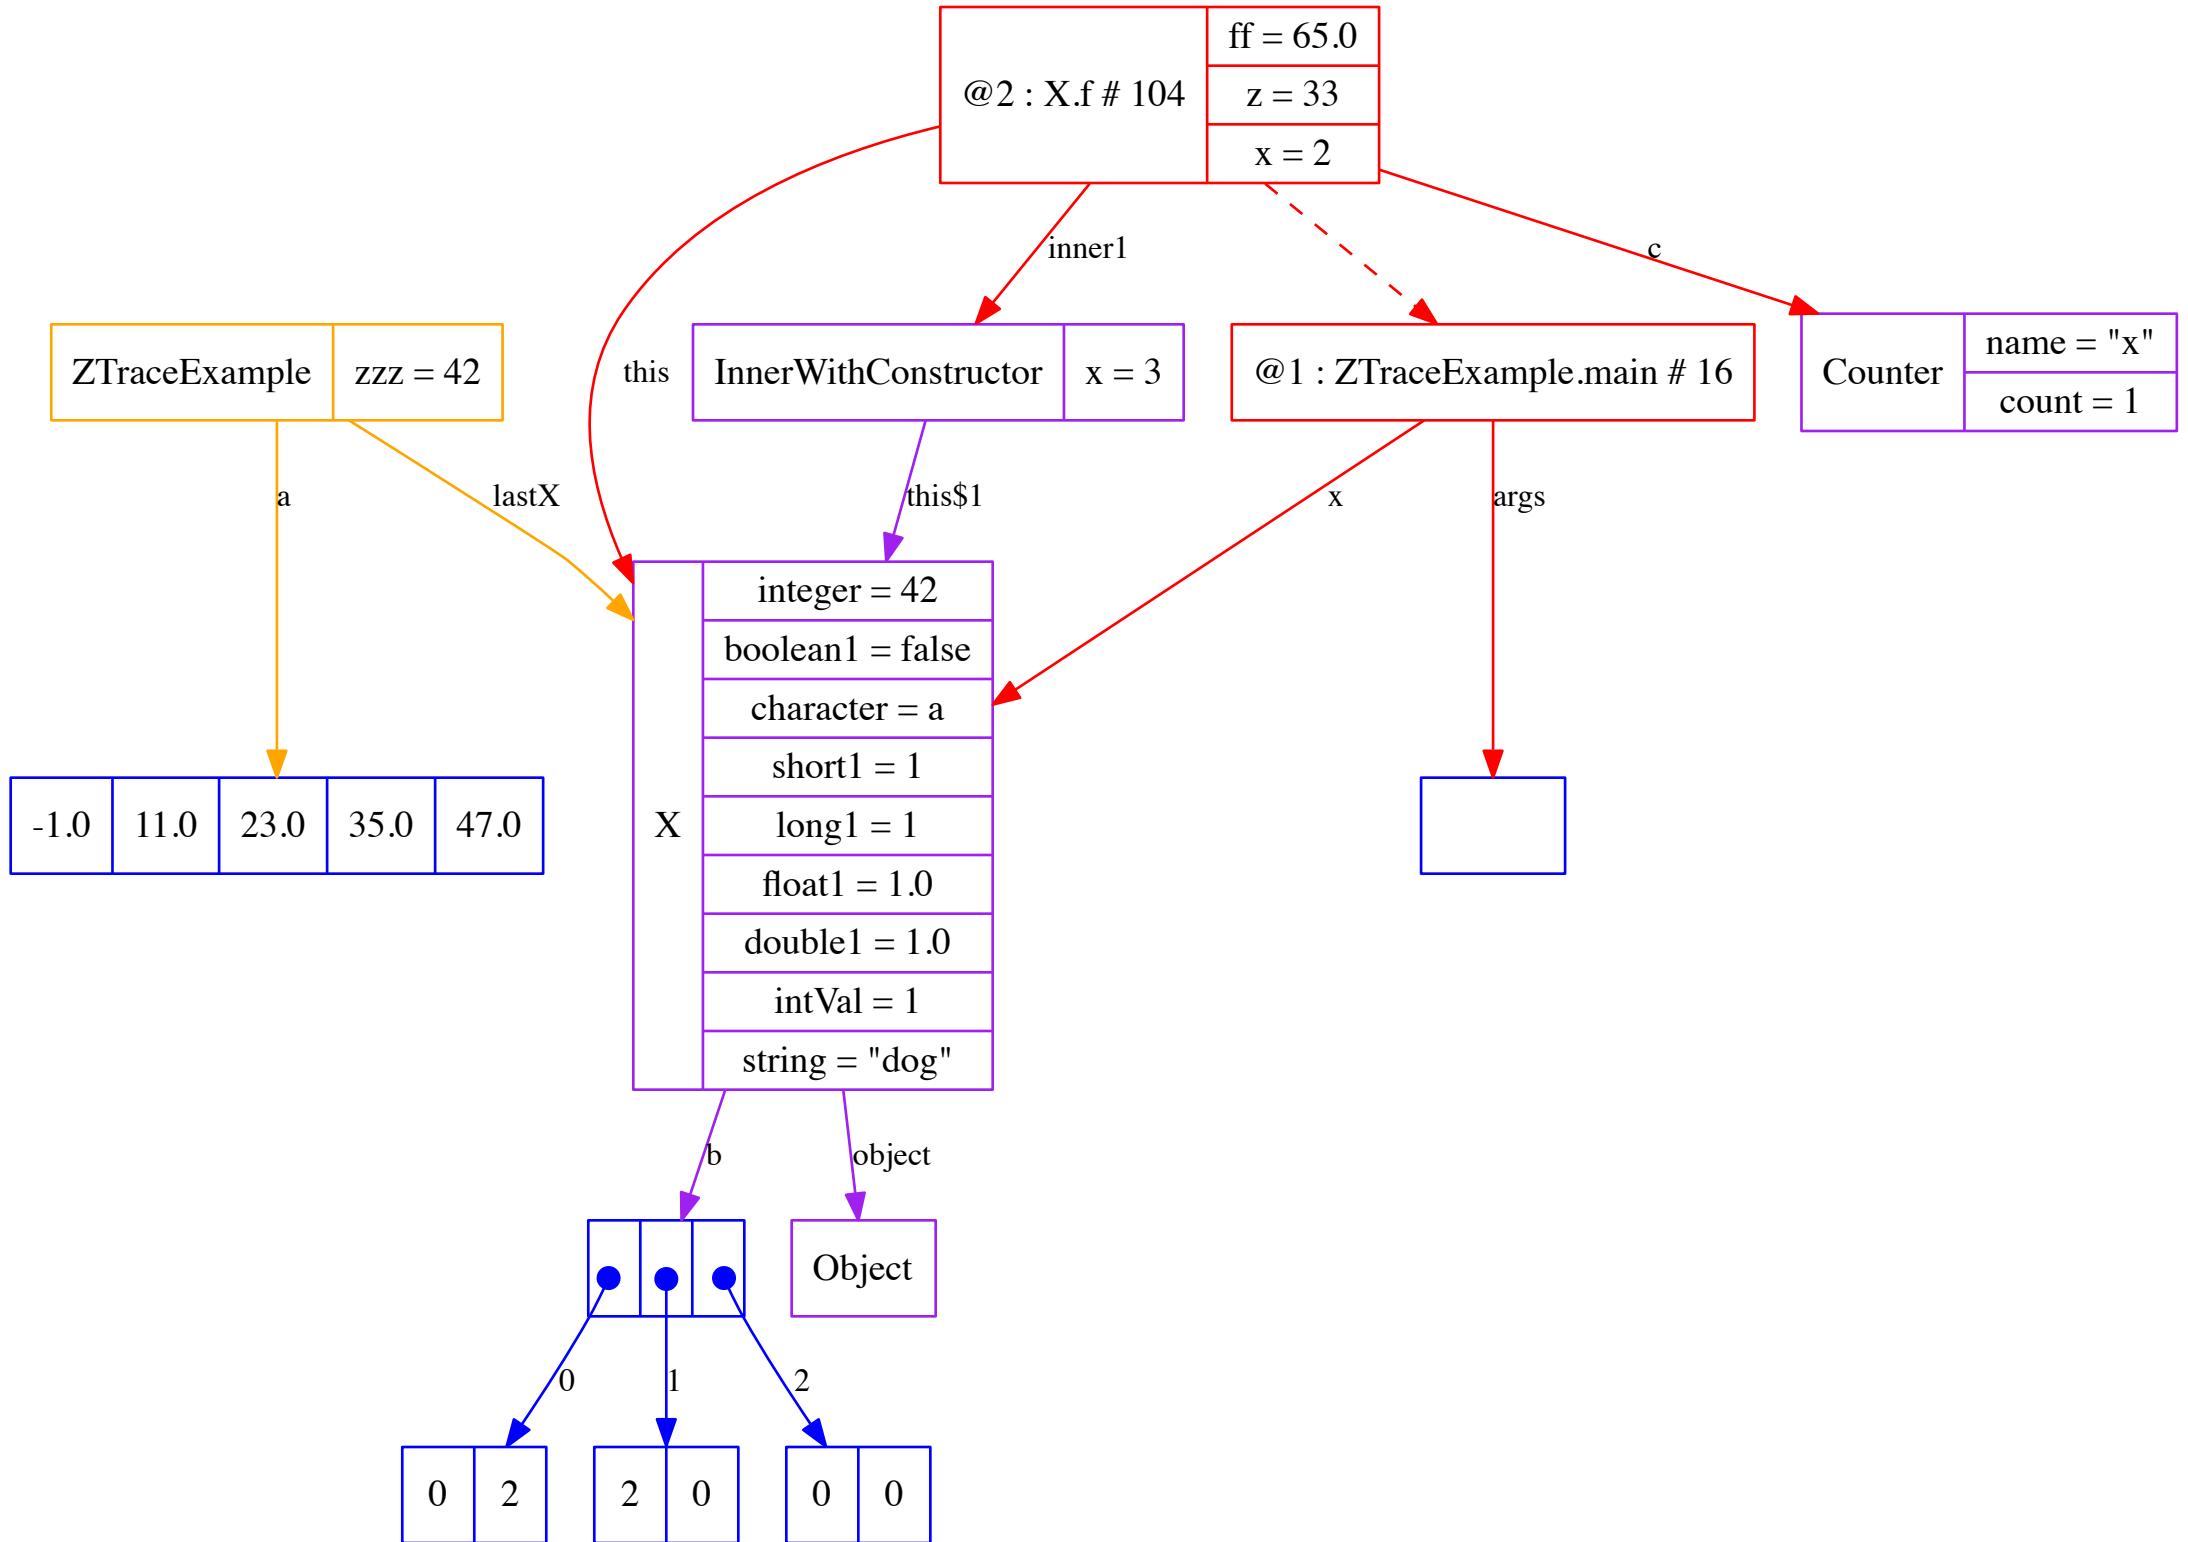 ff = 65.0
@2 : X.f # 104
z = 33
x = 2
this
inner1
c
ZTraceExample
zzz = 42
InnerWithConstructor
x = 3
@1 : ZTraceExample.main # 16
Counter
name = "x"
count = 1
a
lastX
this$1
x
args
-1.0
11.0
23.0
35.0
47.0
X
integer = 42
boolean1 = false
character = a
short1 = 1
long1 = 1
float1 = 1.0
double1 = 1.0
intVal = 1
string = "dog"
b
object
Object
0
1
2
0
2
2
0
0
0